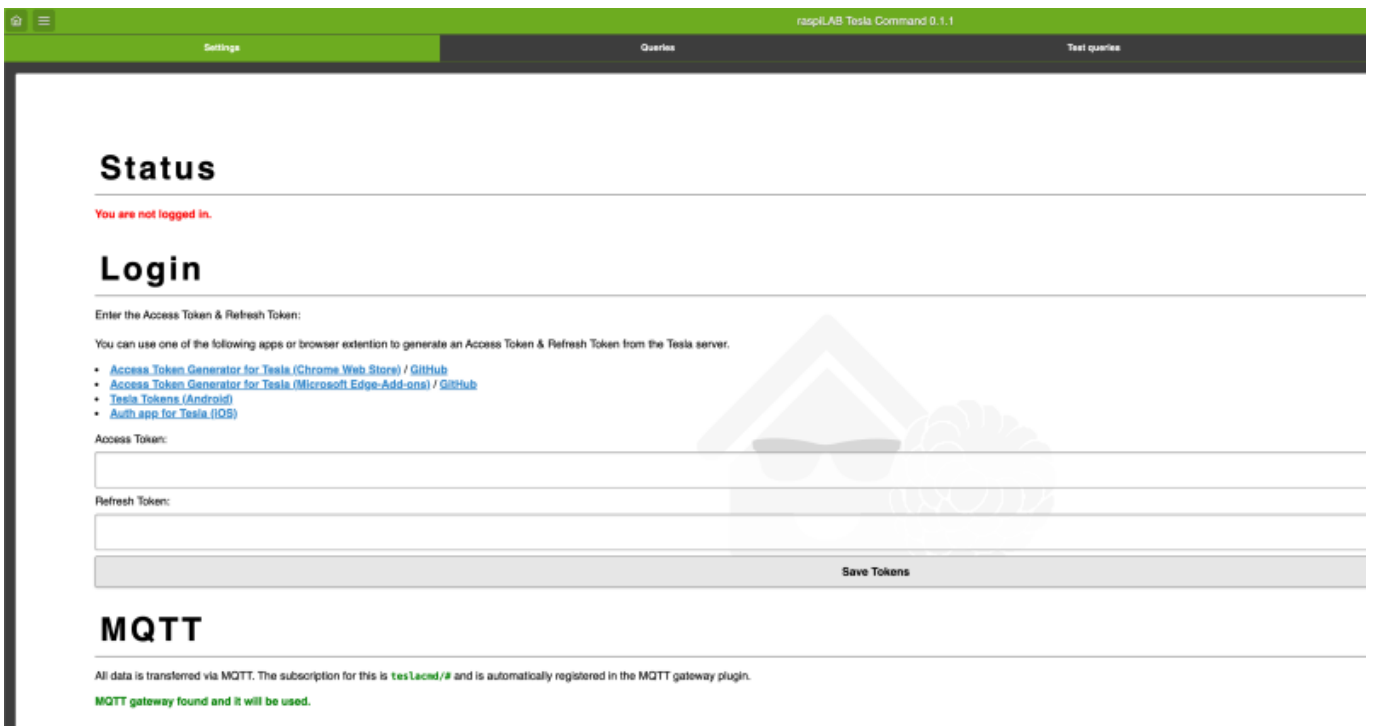 raspiLAB Tesla Command 0.1.1
Settings Queries Test queries
Status
You are not logged in.
Login
Enter the Access Token & Refresh Token:
You can use one of the following apps or browser extention to generate an Access Token & Refresh Token from the Tesla server.
• Access Token Generator for Tesla (Chrome Web Store) / GitHub
• Access Token Generator for Tesla (Microsoft Edge-Add-ons) / GitHub
• Tesla Tokens (Android)
• Auth app for Tesla (iOS)
Access Token:
Refresh Token:
Save Tokens
MQTT
All data is transferred via MQTT. The subscription for this is teslacmd/# and is automatically registered in the MQTT gateway plugin.
MQTT gateway found and it will be used.